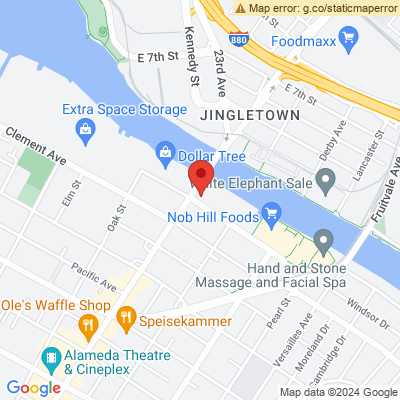 Map error: g.co/staticmaperror
E 7th St
Kennedy St
23rd Ave
880
Foodmaxx
E 7th St
Extra Space Storage
JINGLETOWN
Derby Ave
Lancaster St
Clement Ave
Dollar Tree
White Elephant Sale
Fruitvale Ave
Elm St
Oak St
Nob Hill Foods
Hand and Stone
Massage and Facial Spa
Pacific Ave
Ole's Waffle Shop
Speisekammer
Pearl St
Windsor Dr
Versailles Ave
Moreland Dr
Cambridge Dr
Alameda Theatre
& Cineplex
Google
Map data ©2024 Google